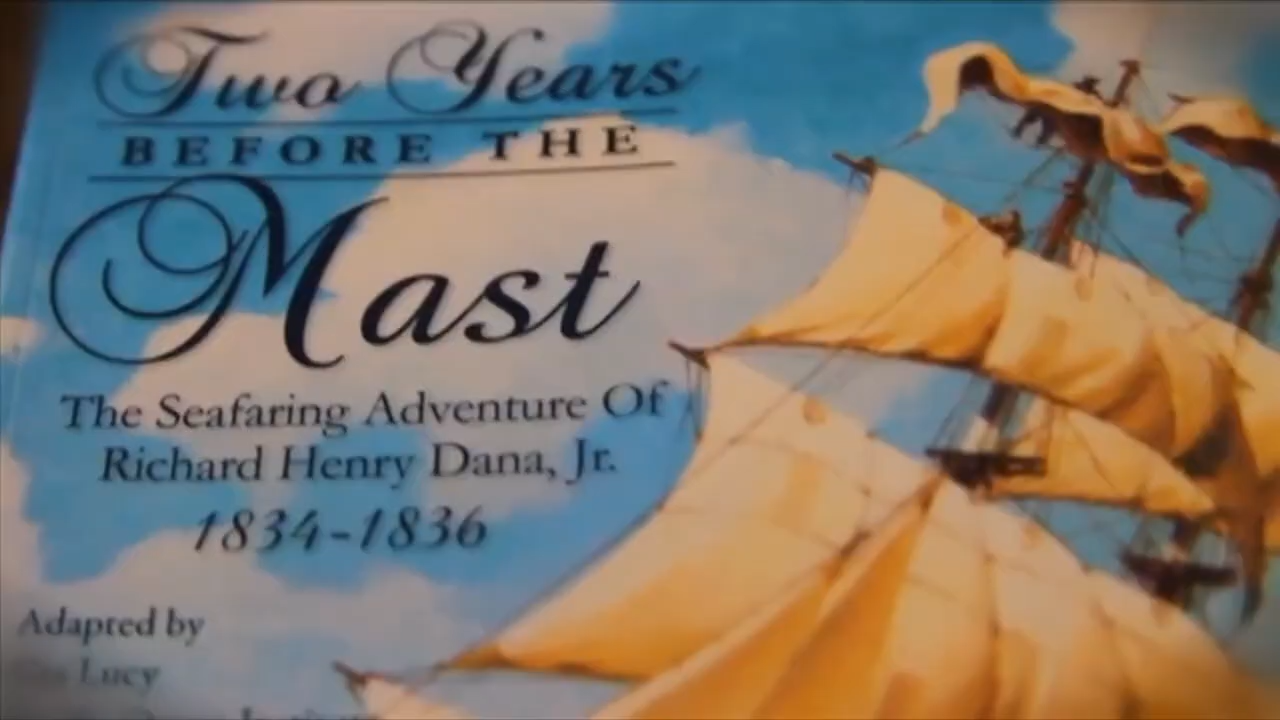 Two Years
BEFORE THE
Mast
The Seafaring Adventure Of
Richard Henry Dana, Jr.
1834-1836
Adapted by
Lucy